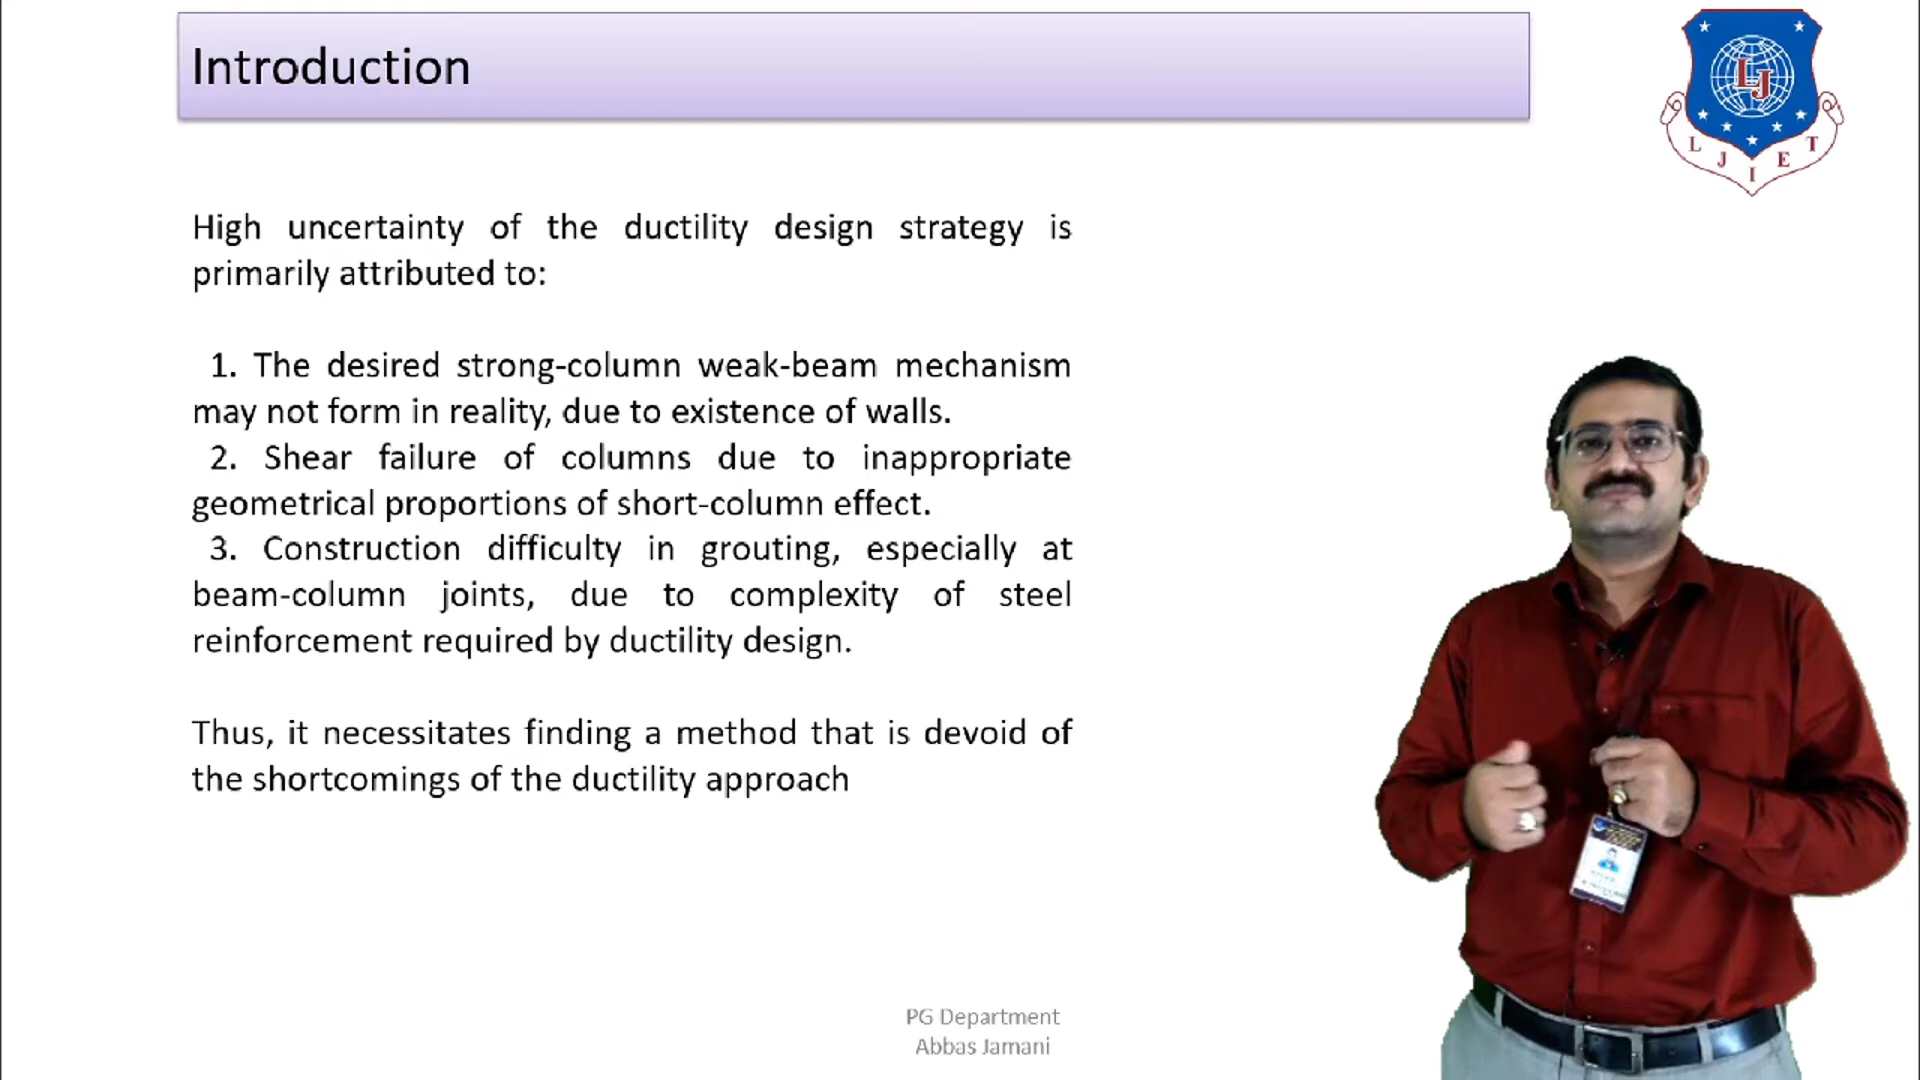 Introduction
LJ
L J I E T
High uncertainty of the ductility design strategy is
primarily attributed to:
1. The desired strong-column weak-beam mechanism
may not form in reality, due to existence of walls.
2. Shear failure of columns due to inappropriate
geometrical proportions of short-column effect.
3. Construction difficulty in grouting, especially at
beam-column joints, due to complexity of steel
reinforcement required by ductility design.
Thus, it necessitates finding a method that is devoid of
the shortcomings of the ductility approach
PG Department
Abbas Jamani